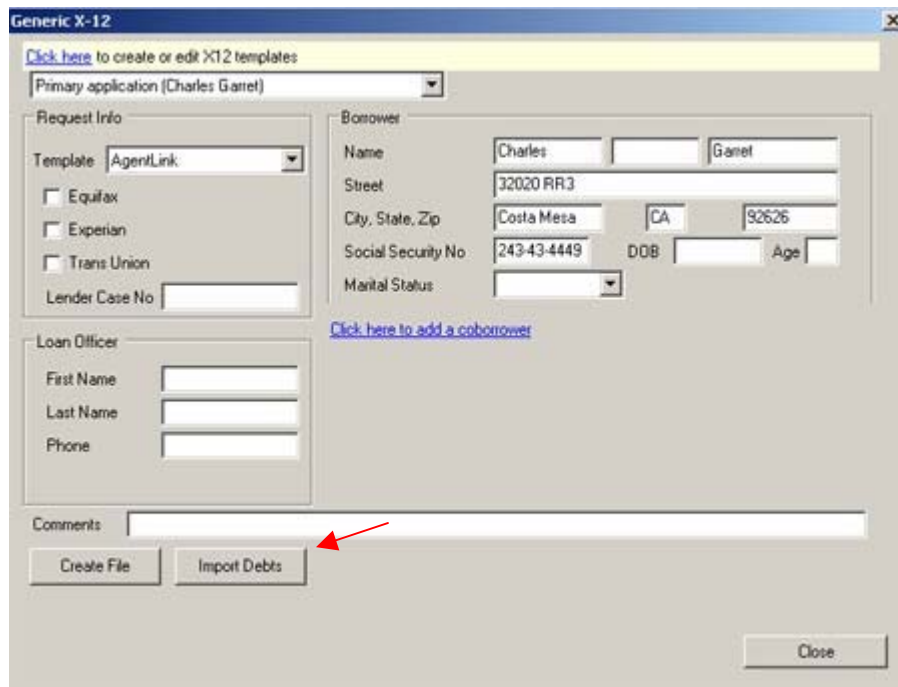 Generic X-12
Click here to create or edit X12 templates
Primary application (Charles Garret)
Request Info
Template AgentLink
Equifax
Experian
Trans Union
Lender Case No
Borrower
Name Charles Garret
Street 32020 RR3
City, State, Zip Costa Mesa CA 92626
Social Security No 243-43-4449 DOB Age
Marital Status
Click here to add a coborrower
Loan Officer
First Name
Last Name
Phone
Comments
Create File Import Debts
Close